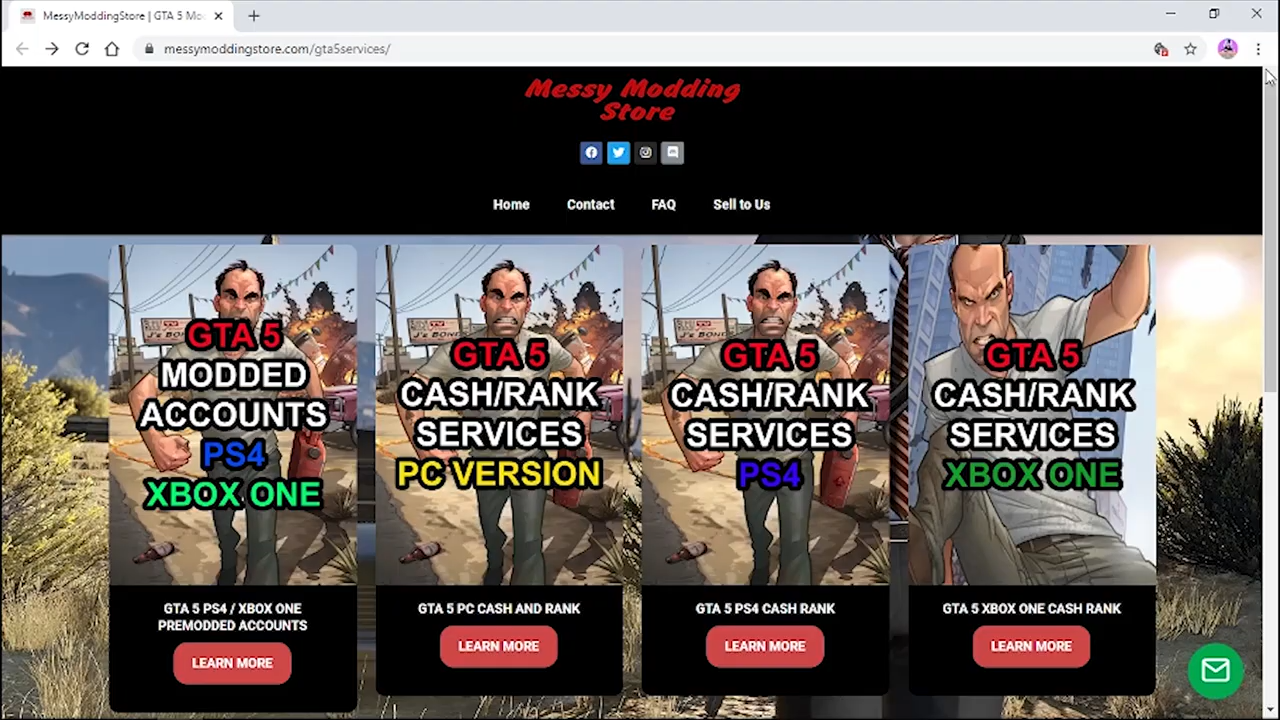 MessyModdingStore | GTA 5 Mo
messymoddingstore.com/gta5services/
Messy Modding
Store
Home
Contact
FAQ
Sell to Us
GTA 5
MODDED
ACCOUNTS
PS4
XBOX ONE
GTA 5 PS4 / XBOX ONE
PREMODDED ACCOUNTS
LEARN MORE
GTA 5
CASH/RANK
SERVICES
PC VERSION
GTA 5 PC CASH AND RANK
LEARN MORE
GTA 5
CASH/RANK
SERVICES
PS4
GTA 5 PS4 CASH RANK
LEARN MORE
GTA 5
CASH/RANK
SERVICES
XBOX ONE
GTA 5 XBOX ONE CASH RANK
LEARN MORE